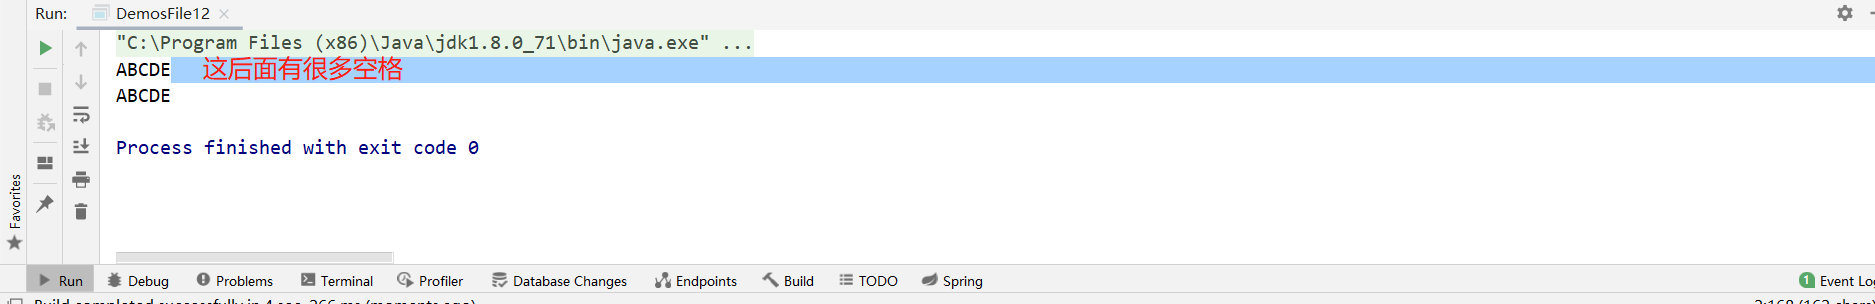 Run: DemosFile12
"C:\Program Files (x86)\Java\jdk1.8.0_71\bin\java.exe" ...
ABCDE 这后面有很多空格
ABCDE
Process finished with exit code 0
Favorites
Run Debug Problems Terminal Profiler Database Changes Endpoints Build TODO Spring 1 Event Lo